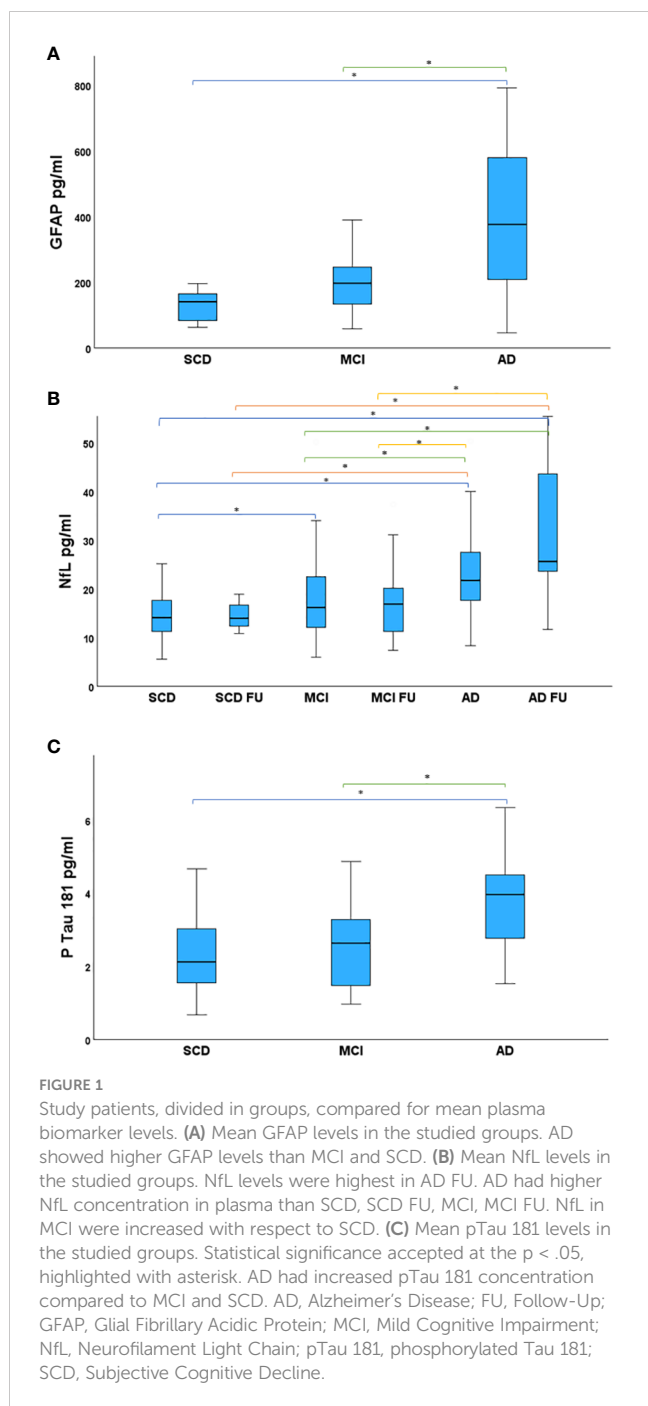 A
*
*
800
600
400
200
0
GFAP pg/ml
SCD MCI AD
B
*
*
*
*
*
*
*
*
*
50
40
30
20
10
0
NfL pg/ml
SCD SCD FU MCI MCI FU AD AD FU
C
*
*
6
4
2
0
P Tau 181 pg/ml
SCD MCI AD
FIGURE 1
Study patients, divided in groups, compared for mean plasma
biomarker levels. (A) Mean GFAP levels in the studied groups. AD
showed higher GFAP levels than MCI and SCD. (B) Mean NfL levels in
the studied groups. NfL levels were highest in AD FU. AD had higher
NfL concentration in plasma than SCD, SCD FU, MCI, MCI FU. NfL in
MCI were increased with respect to SCD. (C) Mean pTau 181 levels in
the studied groups. Statistical significance accepted at the p < .05,
highlighted with asterisk. AD had increased pTau 181 concentration
compared to MCI and SCD. AD, Alzheimer's Disease; FU, Follow-Up;
GFAP, Glial Fibrillary Acidic Protein; MCI, Mild Cognitive Impairment;
NfL, Neurofilament Light Chain; pTau 181, phosphorylated Tau 181;
SCD, Subjective Cognitive Decline.